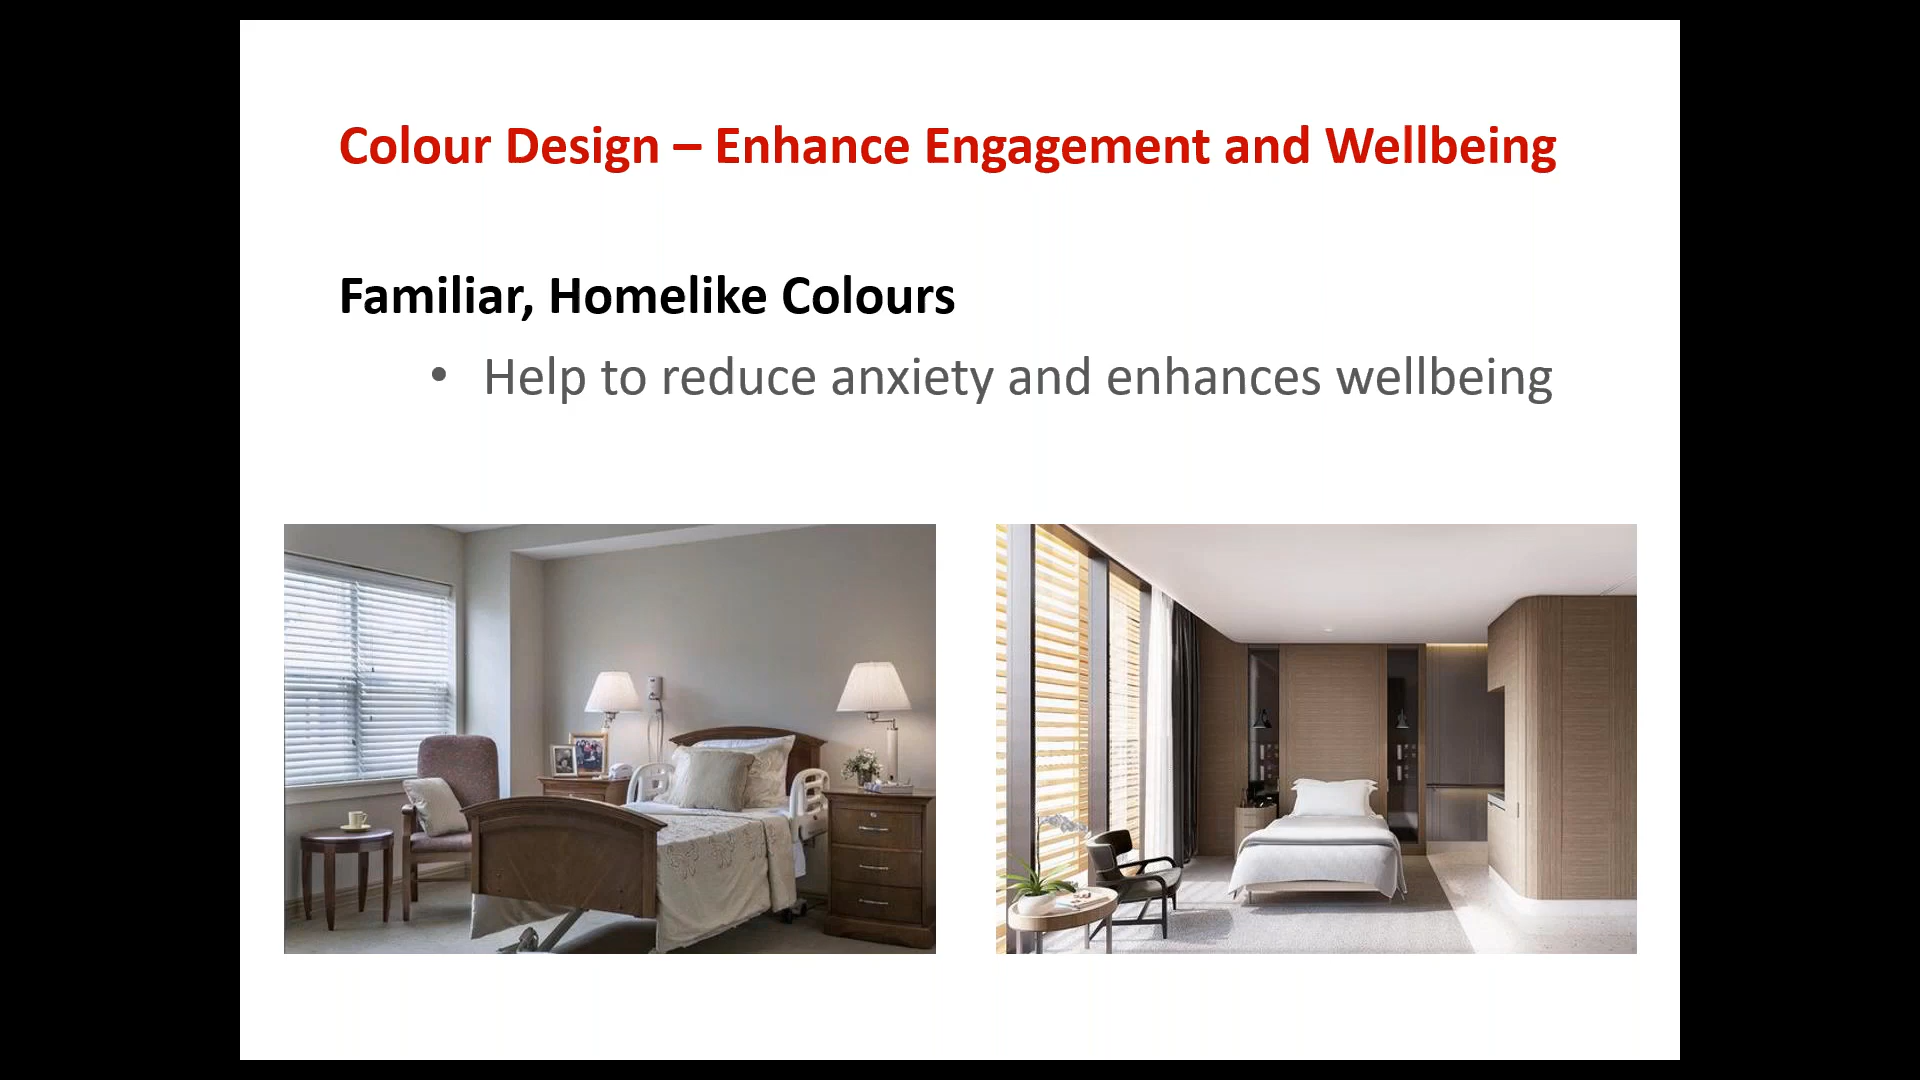 Colour Design – Enhance Engagement and Wellbeing
Familiar, Homelike Colours
• Help to reduce anxiety and enhances wellbeing